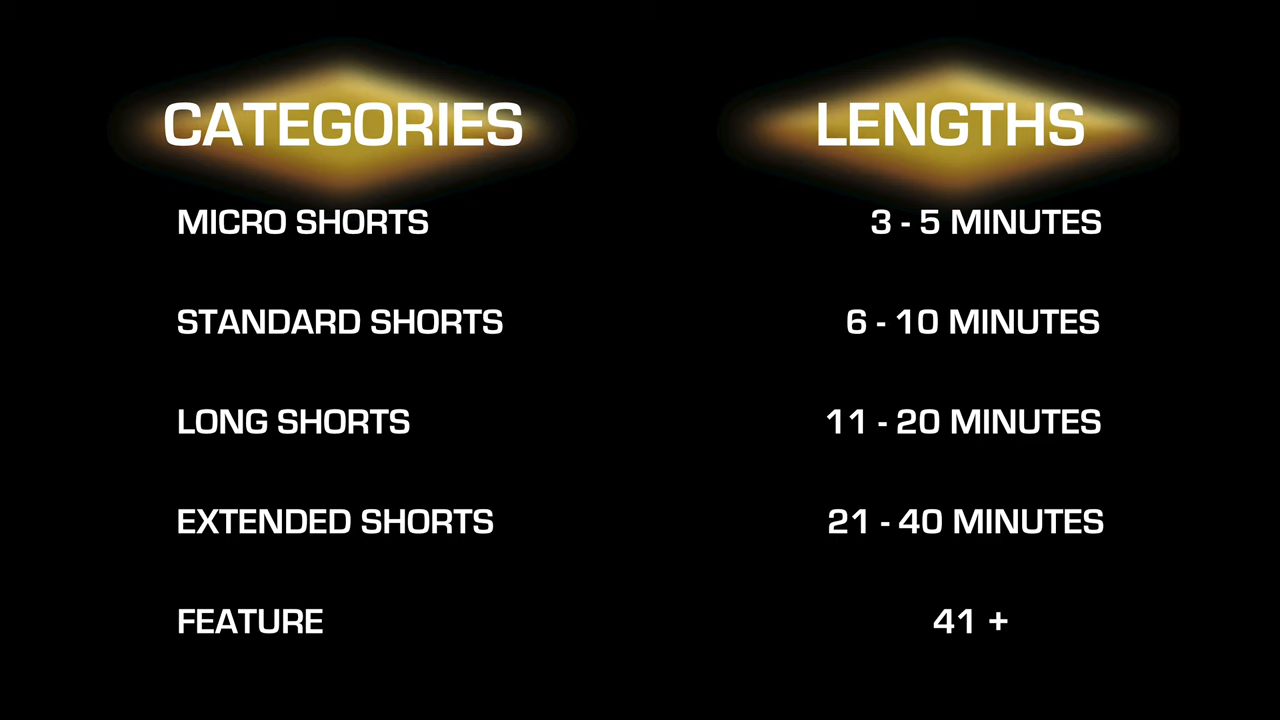 CATEGORIES LENGTHS
MICRO SHORTS 3 - 5 MINUTES
STANDARD SHORTS 6 - 10 MINUTES
LONG SHORTS 11 - 20 MINUTES
EXTENDED SHORTS 21 - 40 MINUTES
FEATURE 41 +